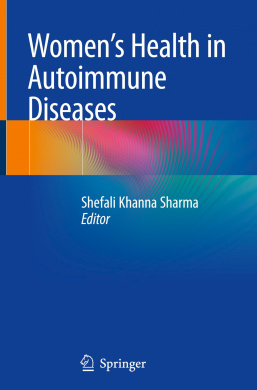 Women's Health in
Autoimmune
Diseases
Shefali Khanna Sharma
Editor
Springer